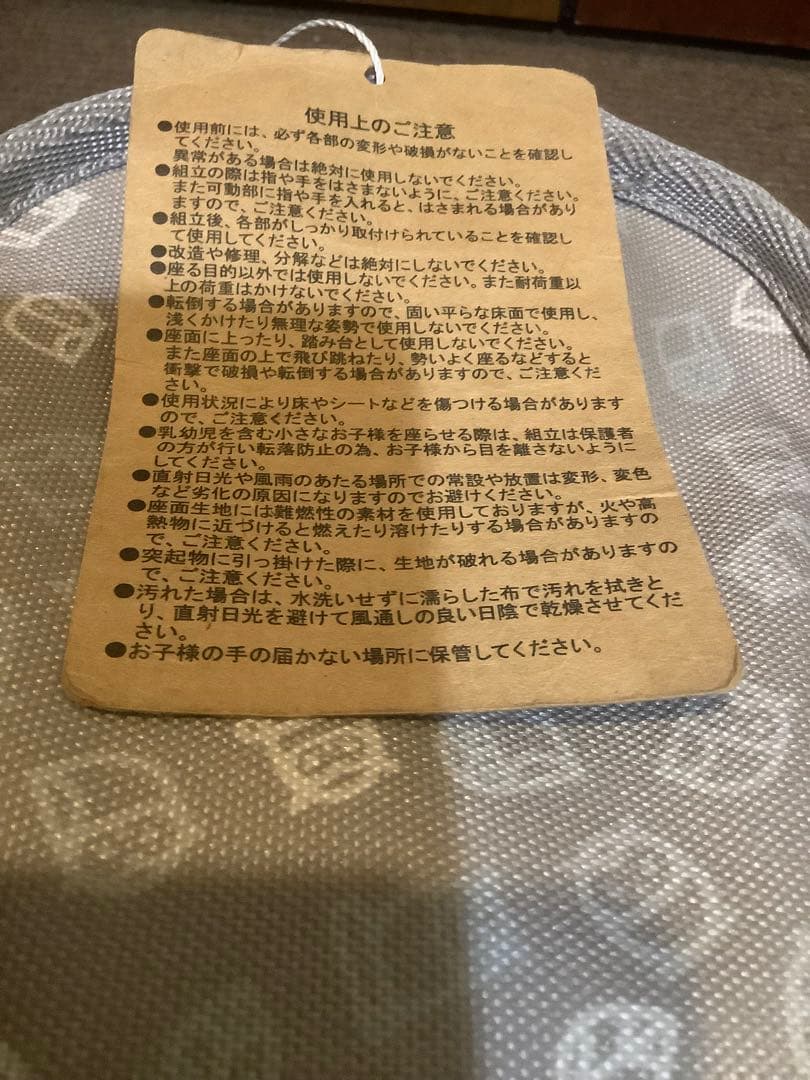 使用上のご注意
●使用前には、必ず各部の変形や破損がないことを確認し
てください。
異常がある場合は絶対に使用しないでください。
●組立の際は指や手をはさまないように、ご注意ください。
また可動部に指や手を入れると、はさまれる場合があり
ますので、ご注意ください。
●組立後、各部がしっかり取付けられていることを確認し
て使用してください。
●改造や修理、分解などは絶対にしないでください。
●座る目的以外では使用しないでください。また耐荷重以
上の荷重はかけないでください。
●転倒する場合がありますので、固い平らな床面で使用し、
浅くかけたり無理な姿勢で使用しないでください。
●座面に上ったり、踏み台として使用しないでください。
また座面の上で飛び跳ねたり、勢いよく座るなどすると
衝撃で破損や転倒する場合がありますので、ご注意くだ
さい。
●使用状況により床やシートなどを傷つける場合があります
ので、ご注意ください。
●乳幼児を含む小さなお子様を座らせる際は、組立は保護者
の方が行い転落防止の為、お子様から目を離さないように
してください。
●直射日光や風雨のあたる場所での常設や放置は変形、変色
など劣化の原因になりますのでお避けください。
●座面生地には難燃性の素材を使用しておりますが、火や高
熱物に近づけると燃えたり溶けたりする場合がありますの
で、ご注意ください。
●突起物に引っ掛けた際に、生地が破れる場合がありますの
で、ご注意ください。
●汚れた場合は、水洗いせずに濡らした布で汚れを拭きと
り、直射日光を避けて風通しの良い日陰で乾燥させてくだ
さい。
●お子様の手の届かない場所に保管してください。